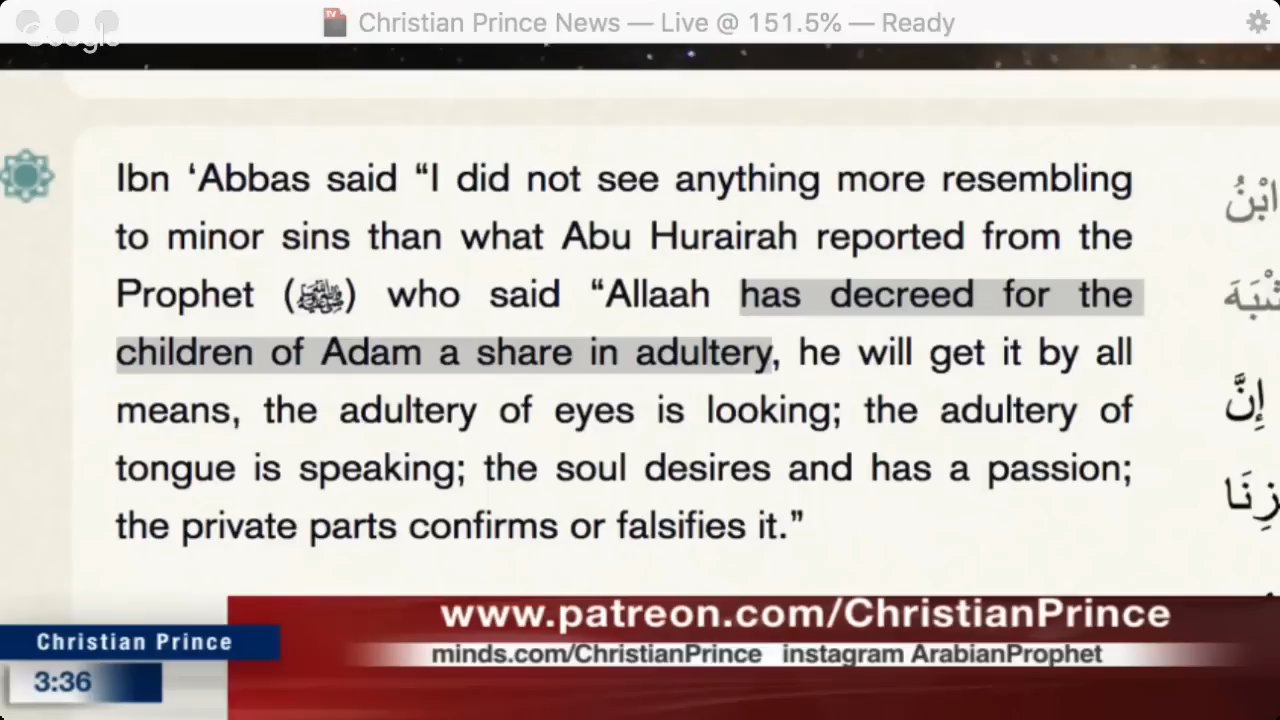 Christian Prince News — Live @ 151.5% — Ready
Google
Ibn ‘Abbas said “I did not see anything more resembling
to minor sins than what Abu Hurairah reported from the
Prophet (ﷺ) who said “Allaah has decreed for the
children of Adam a share in adultery, he will get it by all
means, the adultery of eyes is looking; the adultery of
tongue is speaking; the soul desires and has a passion;
the private parts confirms or falsifies it.”
ابْنُ
إِنَّ
www.patreon.com/ChristianPrince
Christian Prince
minds.com/ChristianPrince instagram ArabianProphet
3:36